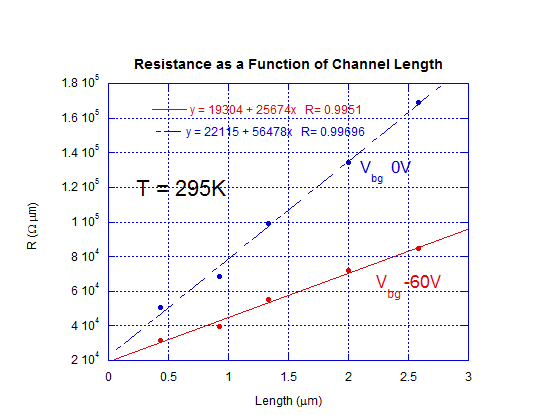 Resistance as a Function of Channel Length
1.8 10⁵
1.6 10⁵
1.4 10⁵
1.2 10⁵
1 10⁵
8 10⁴
6 10⁴
4 10⁴
2 10⁴
R (Ω µm)
y = 19304 + 25674x R= 0.9951
y = 22115 + 56478x R= 0.99696
T = 295K
V_bg 0V
V_bg -60V
0 0.5 1 1.5 2 2.5 3
Length (µm)